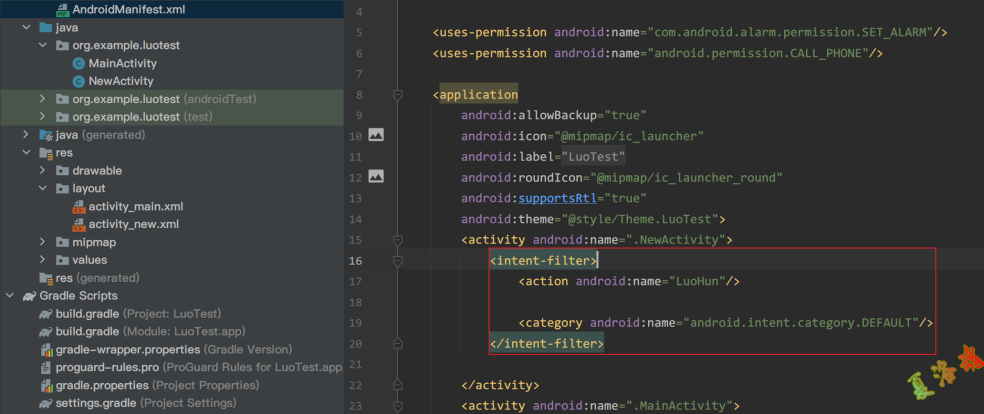 AndroidManifest.xml
java
org.example.luotest
MainActivity
NewActivity
org.example.luotest (androidTest)
org.example.luotest (test)
java (generated)
res
drawable
layout
activity_main.xml
activity_new.xml
mipmap
values
res (generated)
Gradle Scripts
build.gradle (Project: LuoTest)
build.gradle (Module: LuoTest.app)
gradle-wrapper.properties (Gradle Version)
proguard-rules.pro (ProGuard Rules for LuoTest.app)
gradle.properties (Project Properties)
settings.gradle (Project Settings)
4
5 <uses-permission android:name="com.android.alarm.permission.SET_ALARM"/>
6 <uses-permission android:name="android.permission.CALL_PHONE"/>
7
8 <application
9 android:allowBackup="true"
10 android:icon="@mipmap/ic_launcher"
11 android:label="LuoTest"
12 android:roundIcon="@mipmap/ic_launcher_round"
13 android:supportsRtl="true"
14 android:theme="@style/Theme.LuoTest">
15 <activity android:name=".NewActivity">
16 <intent-filter>
17 <action android:name="LuoHun"/>
18
19 <category android:name="android.intent.category.DEFAULT"/>
20 </intent-filter>
21
22 </activity>
23 <activity android:name=".MainActivity">
夏洛